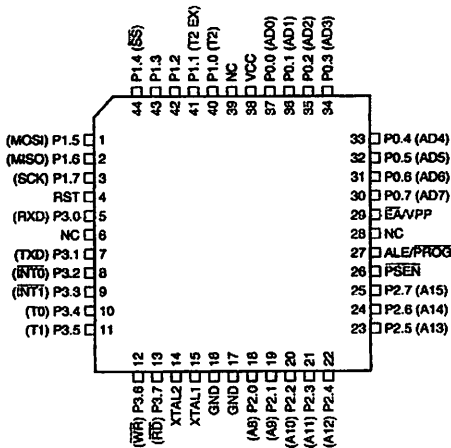 P1.4 (SS)
P1.3
P1.2
P1.1 (T2 EX)
P1.0 (T2)
NC
VCC
P0.0 (AD0)
P0.1 (AD1)
P0.2 (AD2)
P0.3 (AD3)
44 43 42 41 40 39 38 37 36 35 34
(MOSI) P1.5 1
(MISO) P1.6 2
(SCK) P1.7 3
RST 4
(RXD) P3.0 5
NC 6
(TXD) P3.1 7
(INT0) P3.2 8
(INT1) P3.3 9
(T0) P3.4 10
(T1) P3.5 11
33 P0.4 (AD4)
32 P0.5 (AD5)
31 P0.6 (AD6)
30 P0.7 (AD7)
29 EA/VPP
28 NC
27 ALE/PROG
26 PSEN
25 P2.7 (A15)
24 P2.6 (A14)
23 P2.5 (A13)
12 13 14 15 16 17 18 19 20 21 22
(WR) P3.6
(RD) P3.7
XTAL2
XTAL1
GND
GND
(A8) P2.0
(A9) P2.1
(A10) P2.2
(A11) P2.3
(A12) P2.4